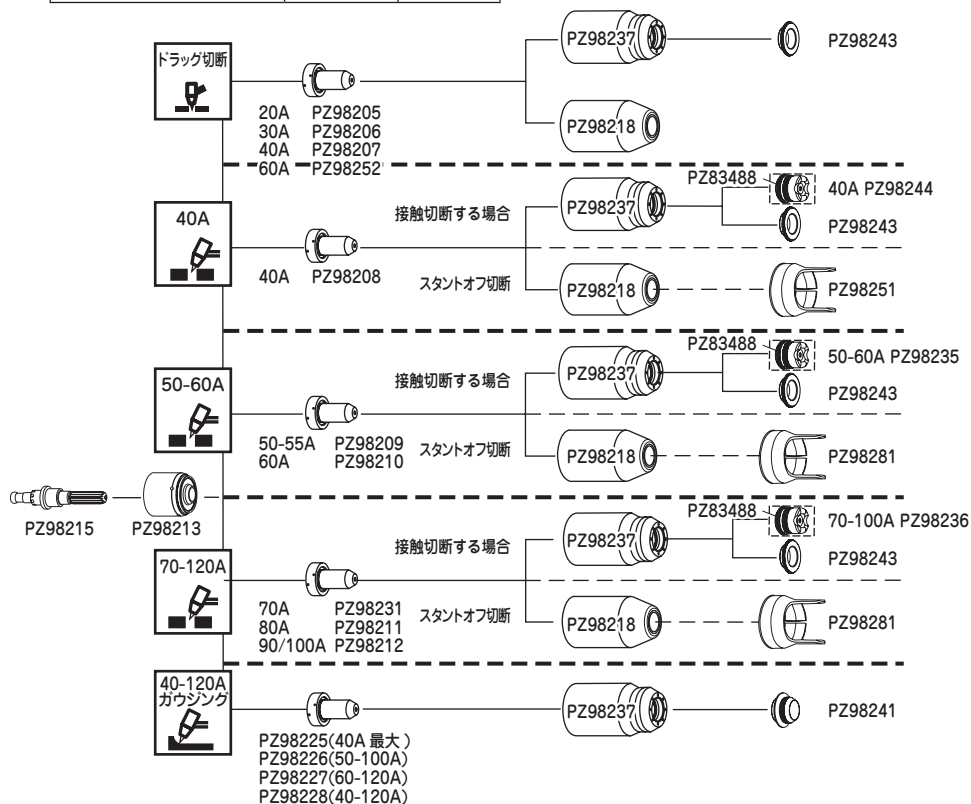 ドラッグ切断
PZ98237
PZ98243
PZ98218
20A PZ98205
30A PZ98206
40A PZ98207
60A PZ98252
40A
接触切断する場合
PZ98237
PZ83488
40A PZ98244
PZ98243
40A PZ98208
スタントオフ切断
PZ98218
PZ98251
50-60A
接触切断する場合
PZ98237
PZ83488
50-60A PZ98235
PZ98243
50-55A PZ98209
60A PZ98210
スタントオフ切断
PZ98218
PZ98281
PZ98215
PZ98213
70-120A
接触切断する場合
PZ98237
PZ83488
70-100A PZ98236
PZ98243
70A PZ98231
80A PZ98211
90/100A PZ98212
スタントオフ切断
PZ98218
PZ98281
40-120A
ガウジング
PZ98237
PZ98241
PZ98225(40A 最大 )
PZ98226(50-100A)
PZ98227(60-120A)
PZ98228(40-120A)